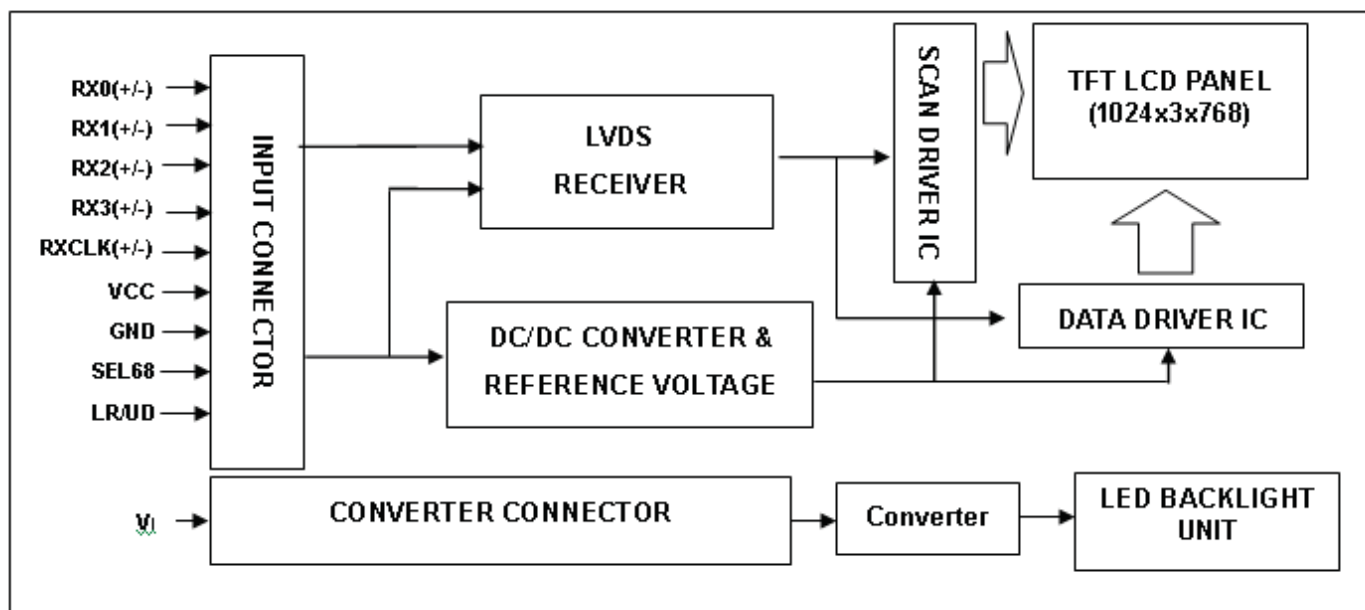 RX0(+/-)
RX1(+/-)
RX2(+/-)
RX3(+/-)
RXCLK(+/-)
VCC
GND
SEL68
LR/UD
INPUT CONNECTOR
LVDS
RECEIVER
DC/DC CONVERTER &
REFERENCE VOLTAGE
SCAN DRIVER IC
TFT LCD PANEL
(1024x3x768)
DATA DRIVER IC
VI
CONVERTER CONNECTOR
Converter
LED BACKLIGHT
UNIT